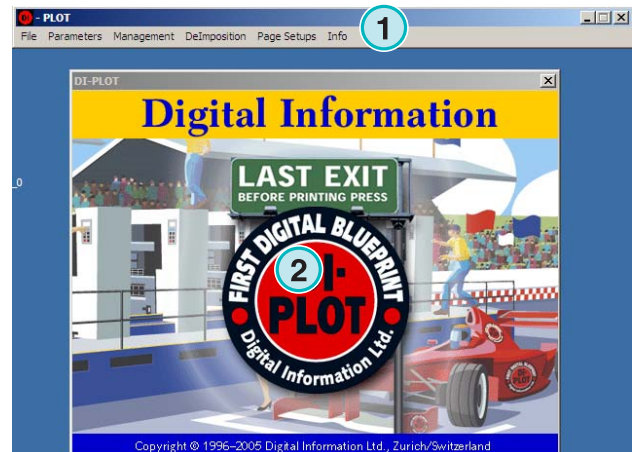 DI - PLOT
File Parameters Management DeImposition Page Setups Info
1
DI-PLOT
Digital Information
_0
LAST EXIT
BEFORE PRINTING PRESS
FIRST DIGITAL BLUEPRINT
2
DI-
PLOT
Digital Information Ltd.
DI-
PLOT
Copyright © 1996–2005 Digital Information Ltd., Zurich/Switzerland